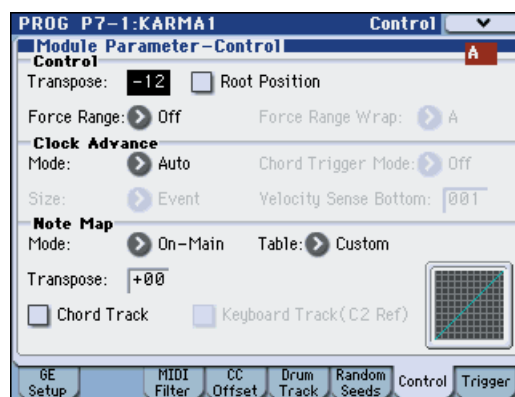 PROG P7-1:KARMA1 Control
Module Parameter-Control A
Control
Transpose: -12 Root Position
Force Range: Off Force Range Wrap: A
Clock Advance
Mode: Auto Chord Trigger Mode: Off
Size: Event Velocity Sense Bottom: 001
Note Map
Mode: On-Main Table: Custom
Transpose: +00
Chord Track Keyboard Track(C2 Ref)
GE Setup MIDI Filter CC Offset Drum Track Random Seeds Control Trigger